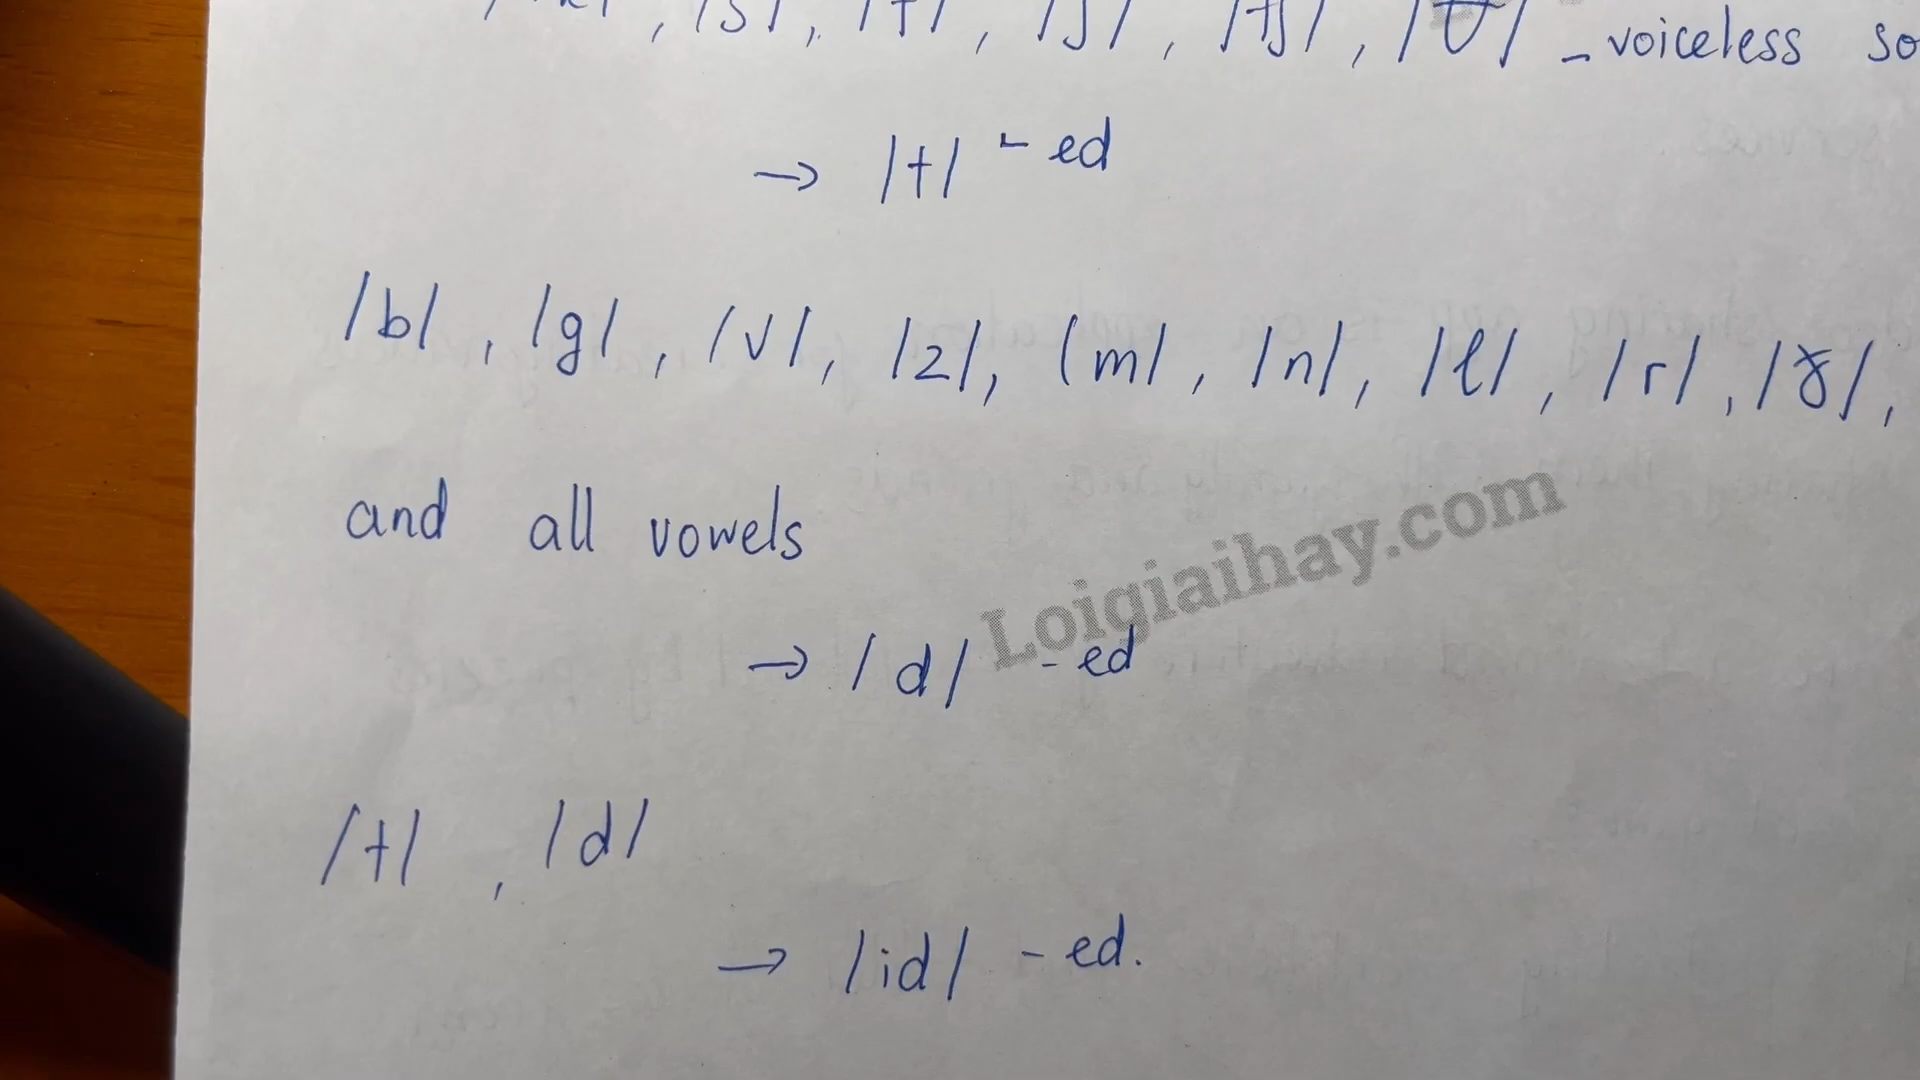 /s/, /f/, /ʃ/, /tʃ/, /θ/ - voiceless so
→ /t/ - ed
/b/, /g/, /v/, /z/, /m/, /n/, /l/, /r/, /ỡ/,
and all vowels
→ /d/ - ed
/t/, /d/
→ /id/ - ed.
Loigiaihay.com